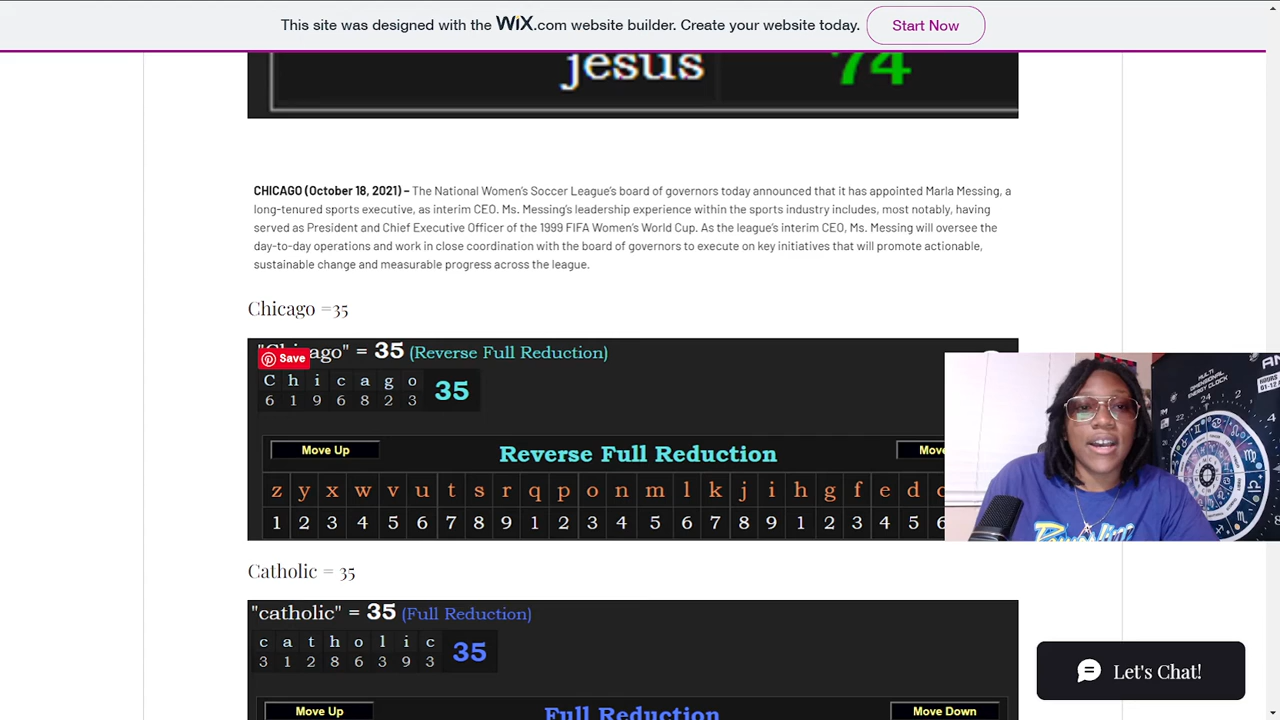 This site was designed with the WiX.com website builder. Create your website today. Start Now
jesus 74
CHICAGO (October 18, 2021) – The National Women's Soccer League's board of governors today announced that it has appointed Marla Messing, a
long-tenured sports executive, as interim CEO. Ms. Messing's leadership experience within the sports industry includes, most notably, having
served as President and Chief Executive Officer of the 1999 FIFA Women's World Cup. As the league's interim CEO, Ms. Messing will oversee the
day-to-day operations and work in close coordination with the board of governors to execute on key initiatives that will promote actionable,
sustainable change and measurable progress across the league.
Chicago =35
"Chicago" = 35 (Reverse Full Reduction)
Save
C h i c a g o 35
6 1 9 6 8 2 3
Move Up Reverse Full Reduction Move
z y x w v u t s r q p o n m l k j i h g f e d
1 2 3 4 5 6 7 8 9 1 2 3 4 5 6 7 8 9 1 2 3 4 5 6
Catholic = 35
"catholic" = 35 (Full Reduction)
c a t h o l i c 35
3 1 2 8 6 3 9 3
Move Up Full Reduction Move Down
MULTI
DIMENSIONAL
ENERGY CLOCK
AN
HOURS
01-12
24
Let's Chat!